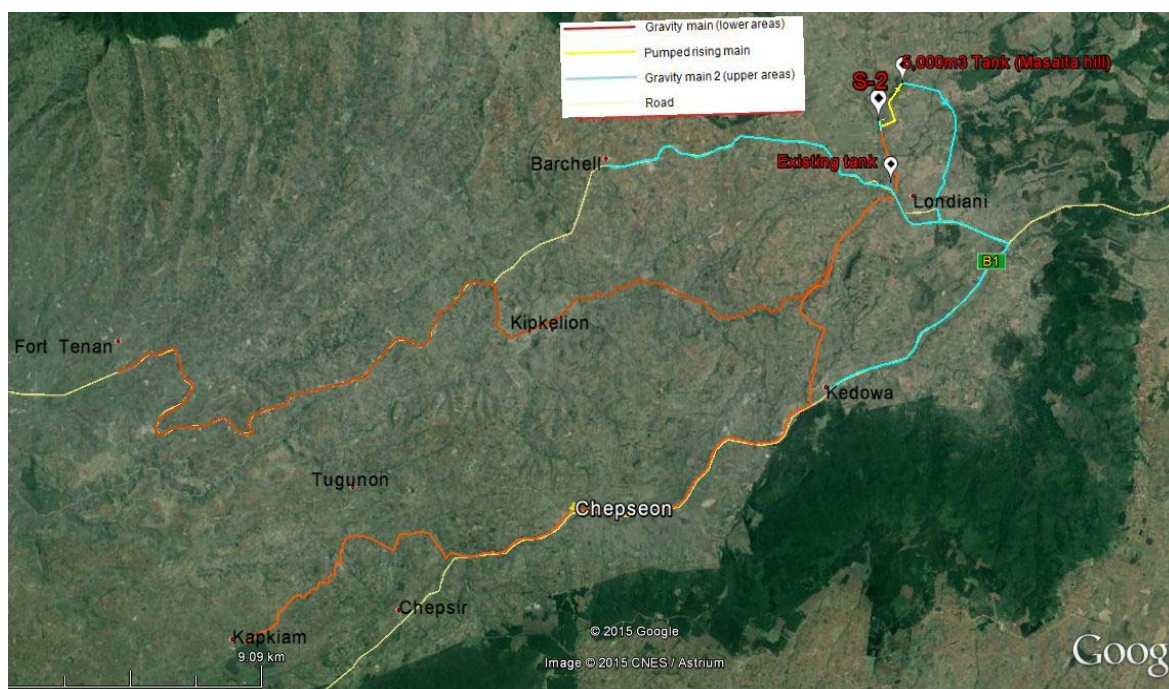 Gravity main (lower areas)
Pumped rising main
Gravity main 2 (upper areas)
Road
5,000m3 Tank (Masaita hill)
S-2
Barchell
Existing tank
Londiani
B1
Kipkelion
Fort Tenan
Kedowa
Tugunon
Chepseon
Chepsir
Kapkiam
9.09 km
© 2015 Google
Image © 2015 CNES / Astrium
Goog